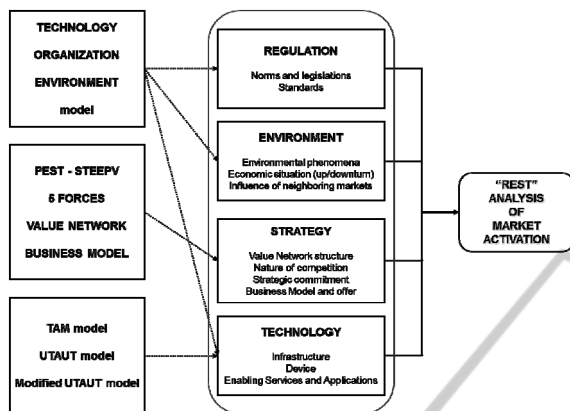 TECHNOLOGY
ORGANIZATION
ENVIRONMENT
model
PEST - STEEPV
5 FORCES
VALUE NETWORK
BUSINESS MODEL
TAM model
UTAUT model
Modified UTAUT model
REGULATION
Norms and legislations
Standards
ENVIRONMENT
Environmental phenomena
Economic situation (up/downturn)
Influence of neighboring markets
STRATEGY
Value Network structure
Nature of competition
Strategic commitment
Business Model and offer
TECHNOLOGY
Infrastructure
Device
Enabling Services and Applications
"REST"
ANALYSIS
OF
MARKET
ACTIVATION